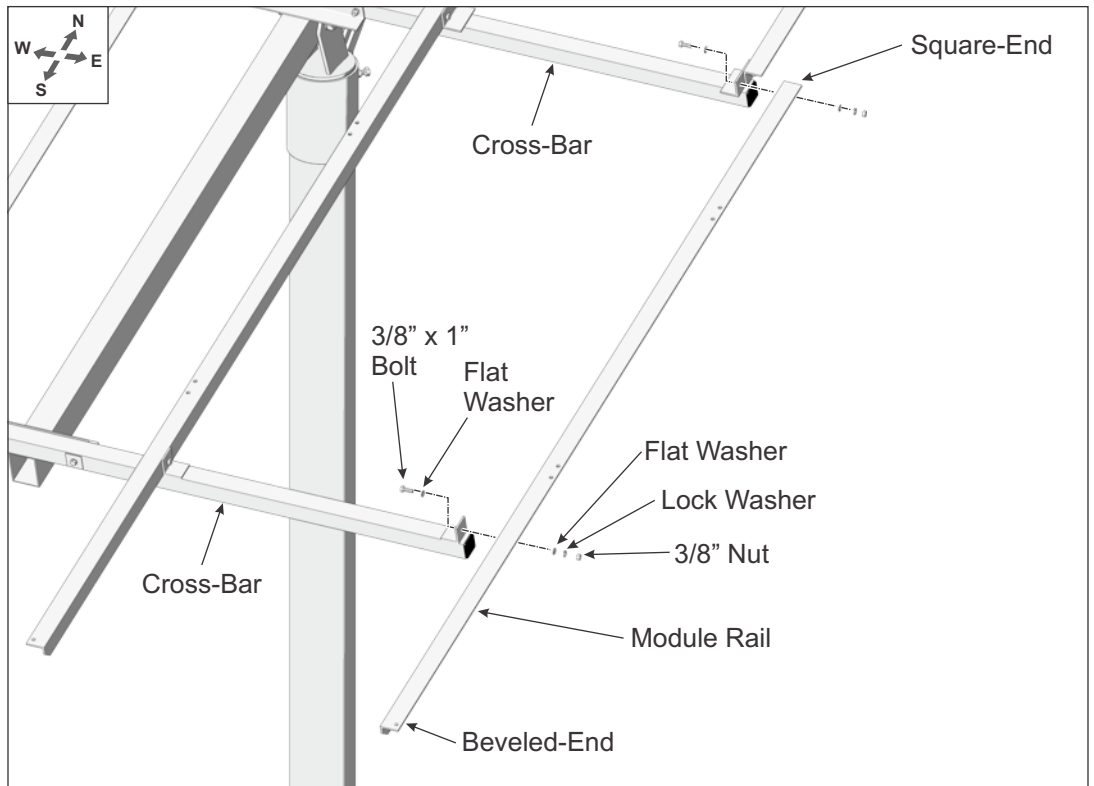 N
W
E
S
Square-End
Cross-Bar
3/8” x 1”
Bolt
Flat
Washer
Flat Washer
Lock Washer
3/8” Nut
Cross-Bar
Module Rail
Beveled-End